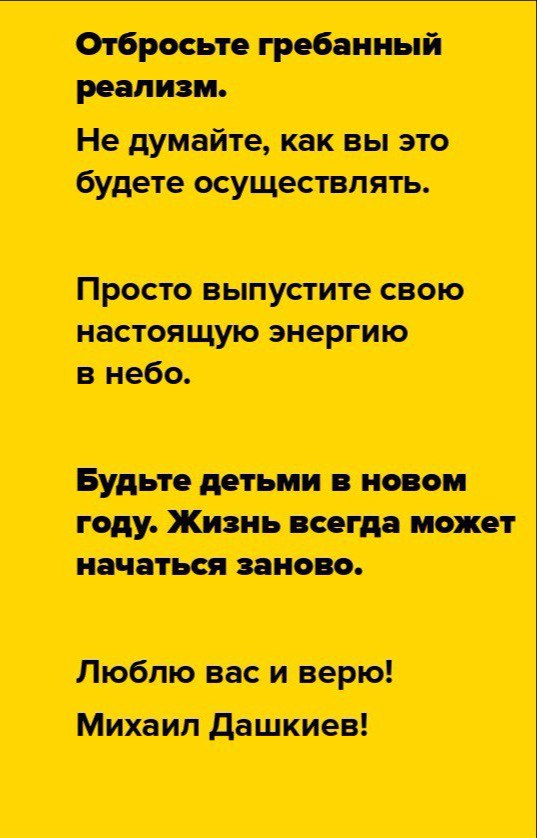 Отбросьте гребанный
реализм.
Не думайте, как вы это
будете осуществлять.
Просто выпустите свою
настоящую энергию
в небо.
Будьте детьми в новом
году. Жизнь всегда может
начаться заново.
Люблю вас и верю!
Михаил Дашкиев!